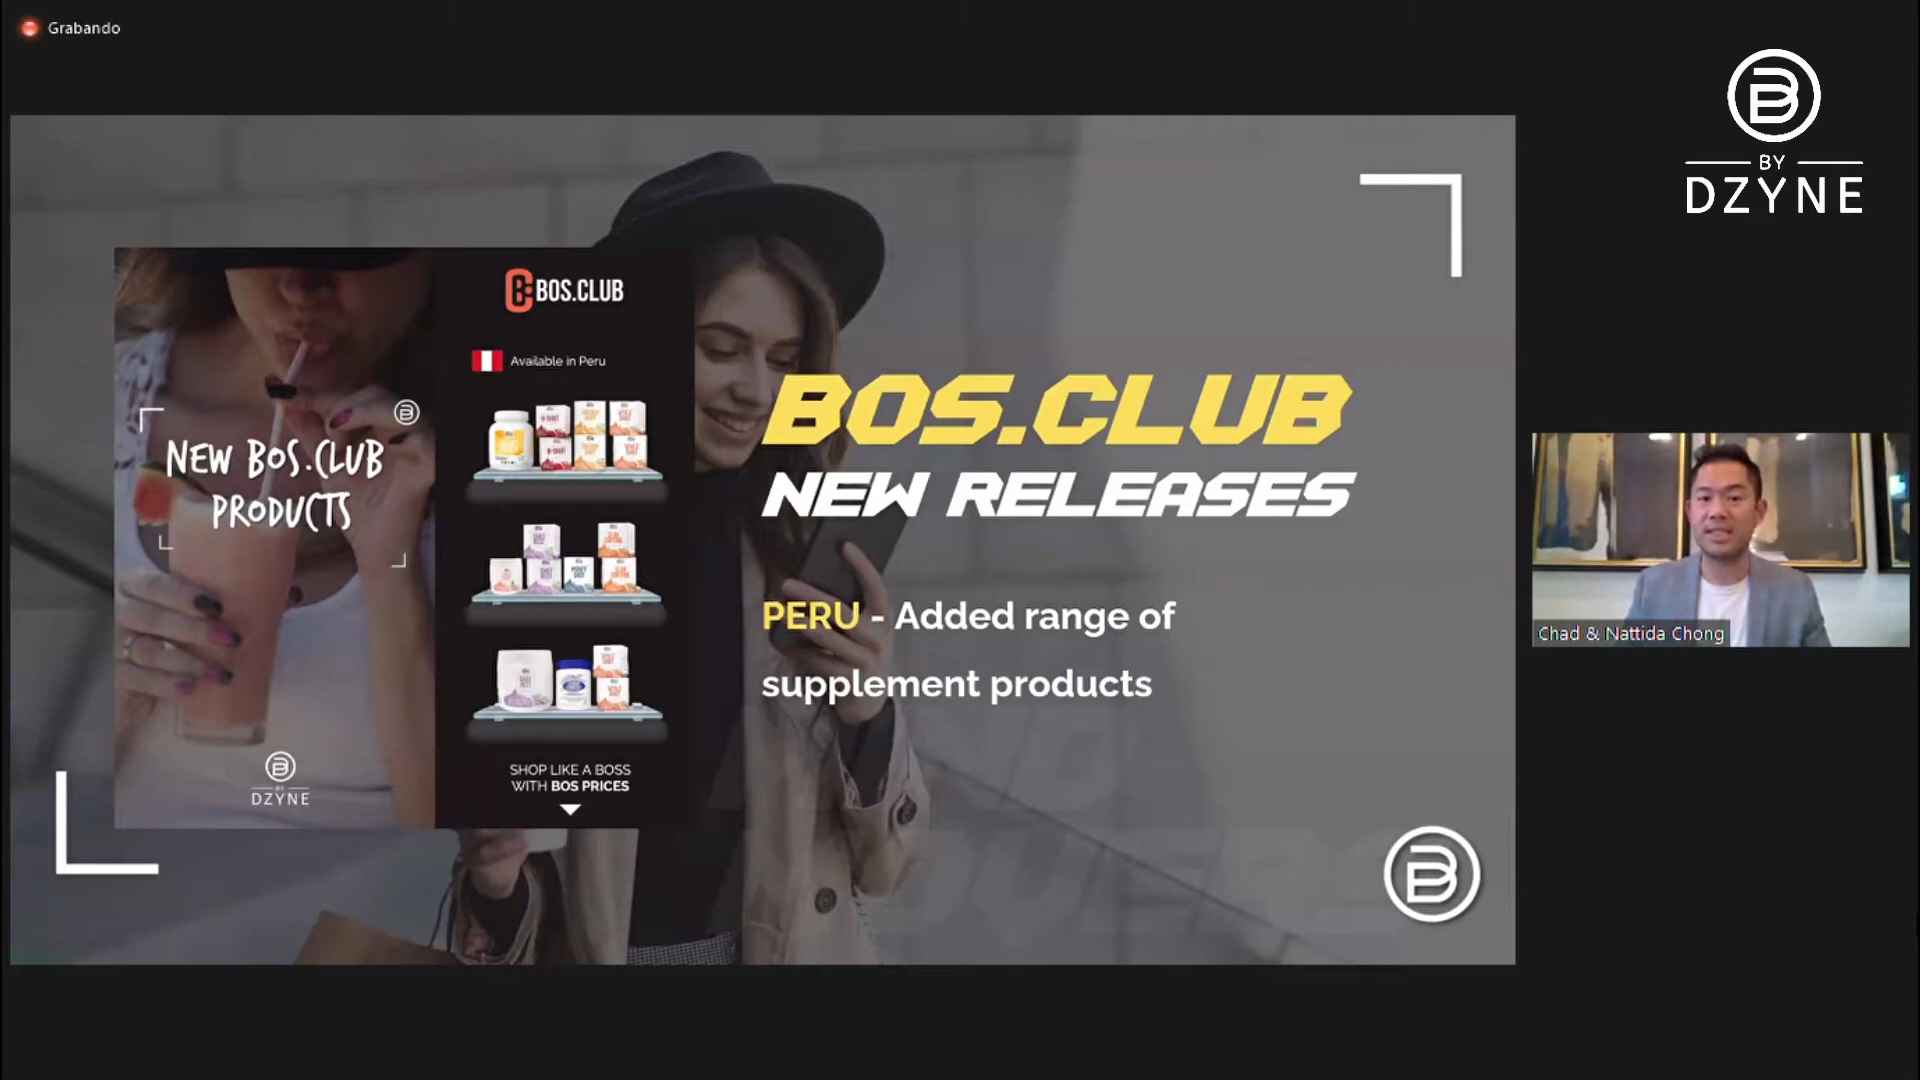 Grabando
BY
DZYNE
BOS.CLUB
Available in Peru
NEW BOS.CLUB
PRODUCTS
BOS.CLUB
NEW RELEASES
PERU - Added range of
supplement products
SHOP LIKE A BOSS
WITH BOS PRICES
BY
DZYNE
Chad & Nattida Chong